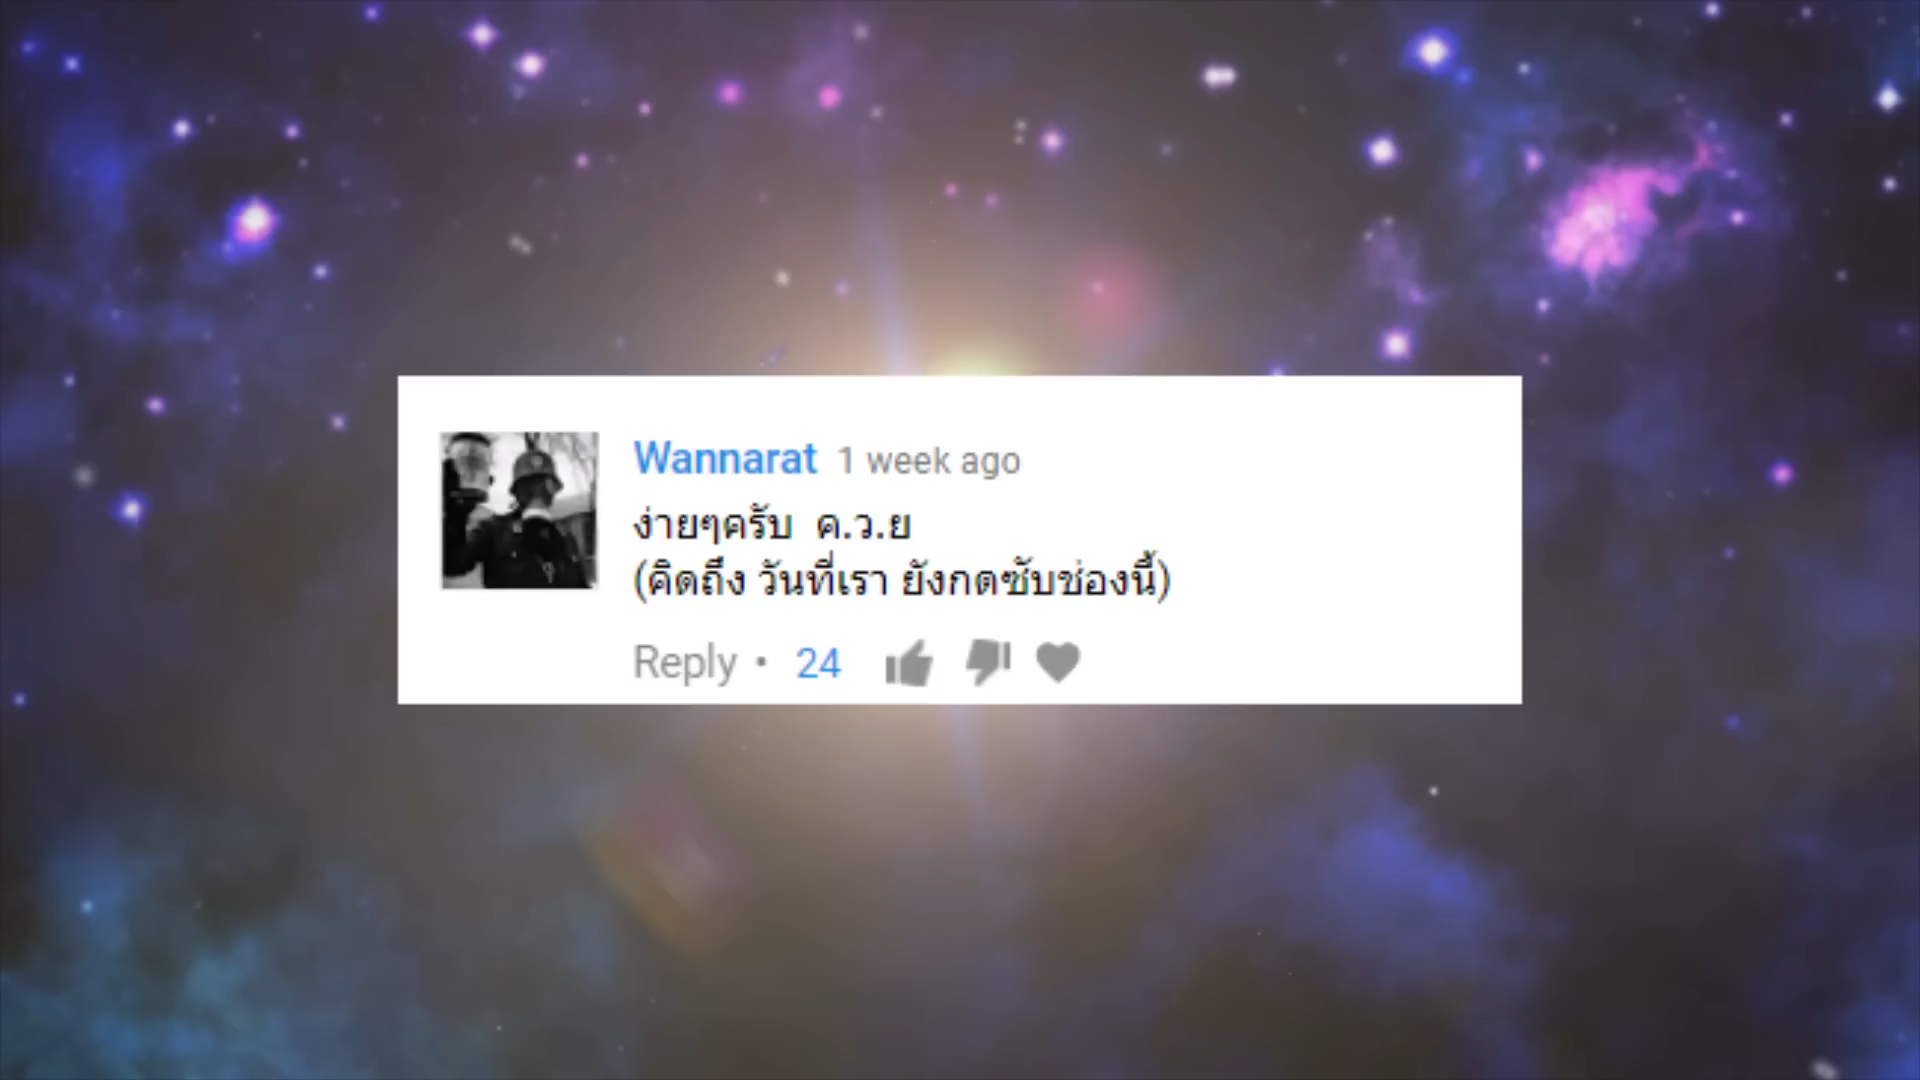 Wannarat 1 week ago
ง่ายๆครับ ค.ว.ย
(คิดถึง วันที่เรา ยังกดซับช่องนี้)
Reply • 24